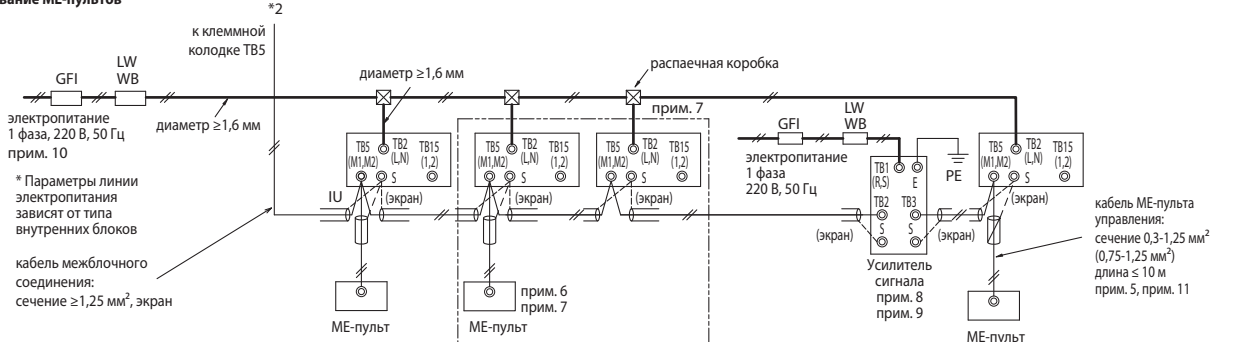 вание ME-пультов
*2
к клеммной
колодке TB5
GFI
LW
WB
диаметр ≥1,6 мм
распаечная коробка
диаметр ≥1,6 мм
электропитание
1 фаза, 220 В, 50 Гц
прим. 10
* Параметры линии
электропитания
зависят от типа
внутренних блоков
кабель межблочного
соединения:
сечение ≥1,25 мм², экран
IU
TB5
(M1,M2)
TB2
(L,N)
TB15
(1,2)
S
(экран)
ME-пульт
TB5
(M1,M2)
TB2
(L,N)
TB15
(1,2)
S
(экран)
ME-пульт
прим. 6
прим. 7
прим. 7
TB5
(M1,M2)
TB2
(L,N)
TB15
(1,2)
S
(экран)
GFI
LW
WB
электропитание
1 фаза
220 В, 50 Гц
TB1
(R,S)
E
PE
TB2
TB3
S
S
(экран)
(экран)
Усилитель
сигнала
прим. 8
прим. 9
TB5
(M1,M2)
TB2
(L,N)
TB15
(1,2)
S
(экран)
ME-пульт
кабель ME-пульта
управления:
сечение 0,3-1,25 мм²
(0,75-1,25 мм²)
длина ≤ 10 м
прим. 5, прим. 11